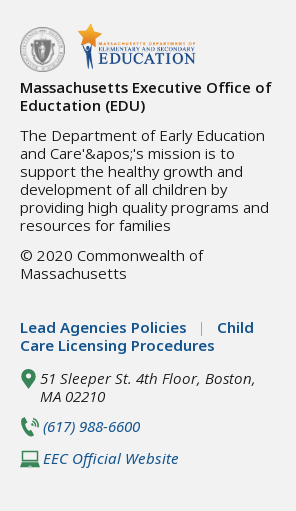 MASSACHUSETTS DEPARTMENT OF
ELEMENTARY AND SECONDARY
EDUCATION
Massachusetts Executive Office of
Eductation (EDU)
The Department of Early Education
and Care'&apos;'s mission is to
support the healthy growth and
development of all children by
providing high quality programs and
resources for families
© 2020 Commonwealth of
Massachusetts
Lead Agencies Policies | Child
Care Licensing Procedures
51 Sleeper St. 4th Floor, Boston,
MA 02210
(617) 988-6600
EEC Official Website